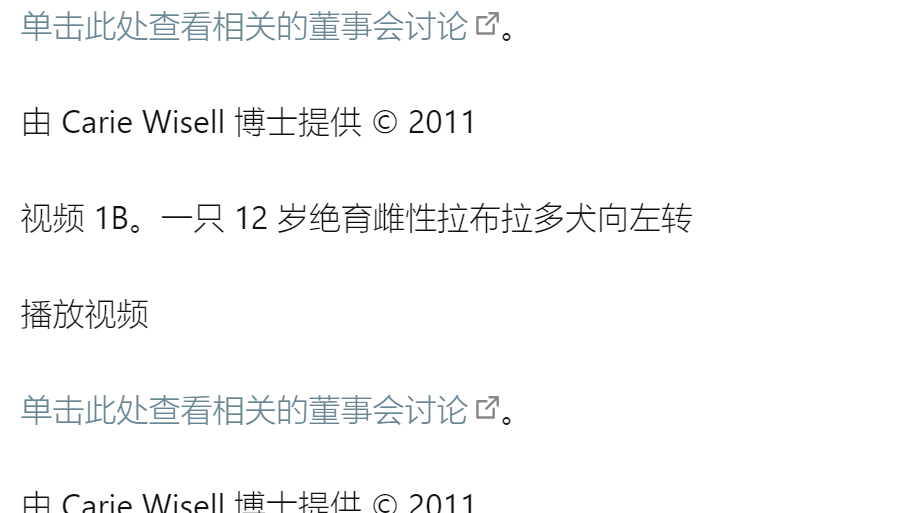 单击此处查看相关的董事会讨论。
由 Carie Wisell 博士提供 © 2011
视频 1B。一只 12 岁绝育雌性拉布拉多犬向左转
播放视频
单击此处查看相关的董事会讨论。
由 Carie Wisell 博士提供 © 2011